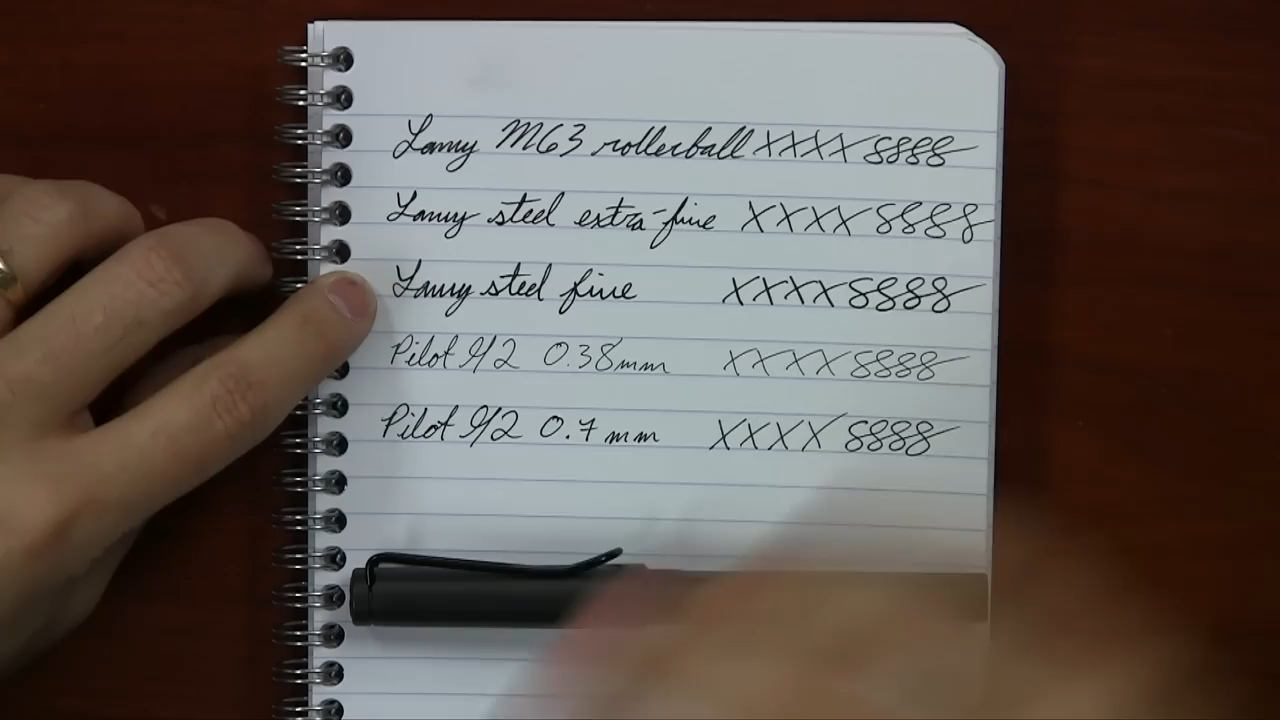 Lamy M63 rollerball XXXX 8888
Lamy steel extra-fine XXXX 8888
Lamy steel fine XXXX 8888
Pilot G2 0.38mm XXXX 8888
Pilot G2 0.7mm XXXX 8888